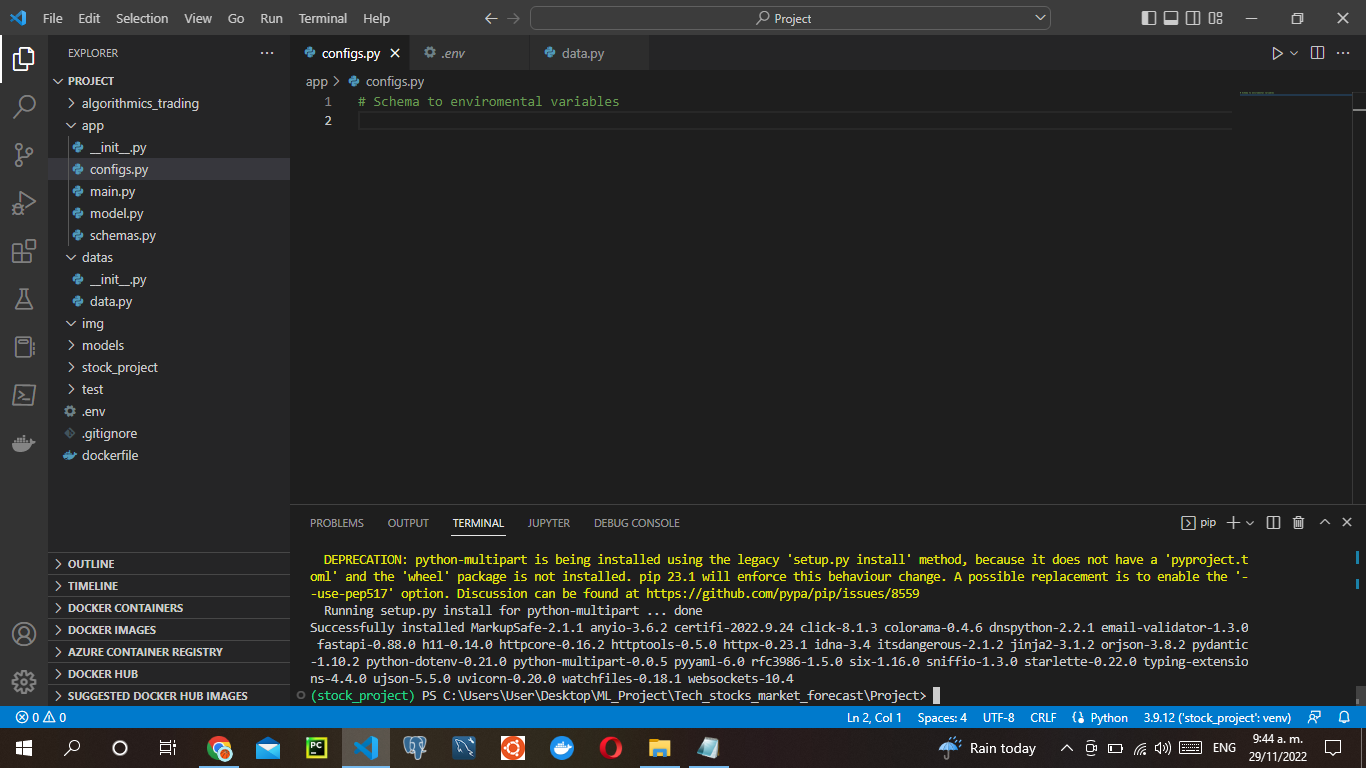 File Edit Selection View Go Run Terminal Help
Project
EXPLORER
PROJECT
algorithmics_trading
app
__init__.py
configs.py
main.py
model.py
schemas.py
datas
__init__.py
data.py
img
models
stock_project
test
.env
.gitignore
dockerfile
OUTLINE
TIMELINE
DOCKER CONTAINERS
DOCKER IMAGES
AZURE CONTAINER REGISTRY
DOCKER HUB
SUGGESTED DOCKER HUB IMAGES
configs.py .env data.py
app > configs.py
1 # Schema to enviromental variables
2
PROBLEMS OUTPUT TERMINAL JUPYTER DEBUG CONSOLE
pip
DEPRECATION: python-multipart is being installed using the legacy 'setup.py install' method, because it does not have a 'pyproject.t
oml' and the 'wheel' package is not installed. pip 23.1 will enforce this behaviour change. A possible replacement is to enable the '-
-use-pep517' option. Discussion can be found at https://github.com/pypa/pip/issues/8559
Running setup.py install for python-multipart ... done
Successfully installed MarkupSafe-2.1.1 anyio-3.6.2 certifi-2022.9.24 click-8.1.3 colorama-0.4.6 dnspython-2.2.1 email-validator-1.3.0
fastapi-0.88.0 h11-0.14.0 httpcore-0.16.2 httptools-0.5.0 httpx-0.23.1 idna-3.4 itsdangerous-2.1.2 jinja2-3.1.2 orjson-3.8.2 pydantic
-1.10.2 python-dotenv-0.21.0 python-multipart-0.0.5 pyyaml-6.0 rfc3986-1.5.0 six-1.16.0 sniffio-1.3.0 starlette-0.22.0 typing-extensio
ns-4.4.0 ujson-5.5.0 uvicorn-0.20.0 watchfiles-0.18.1 websockets-10.4
(stock_project) PS C:\Users\User\Desktop\ML_Project\Tech_stocks_market_forecast\Project>
0 0
Ln 2, Col 1 Spaces: 4 UTF-8 CRLF Python 3.9.12 ('stock_project': venv)
PC
Rain today
ENG
9:44 a. m.
29/11/2022